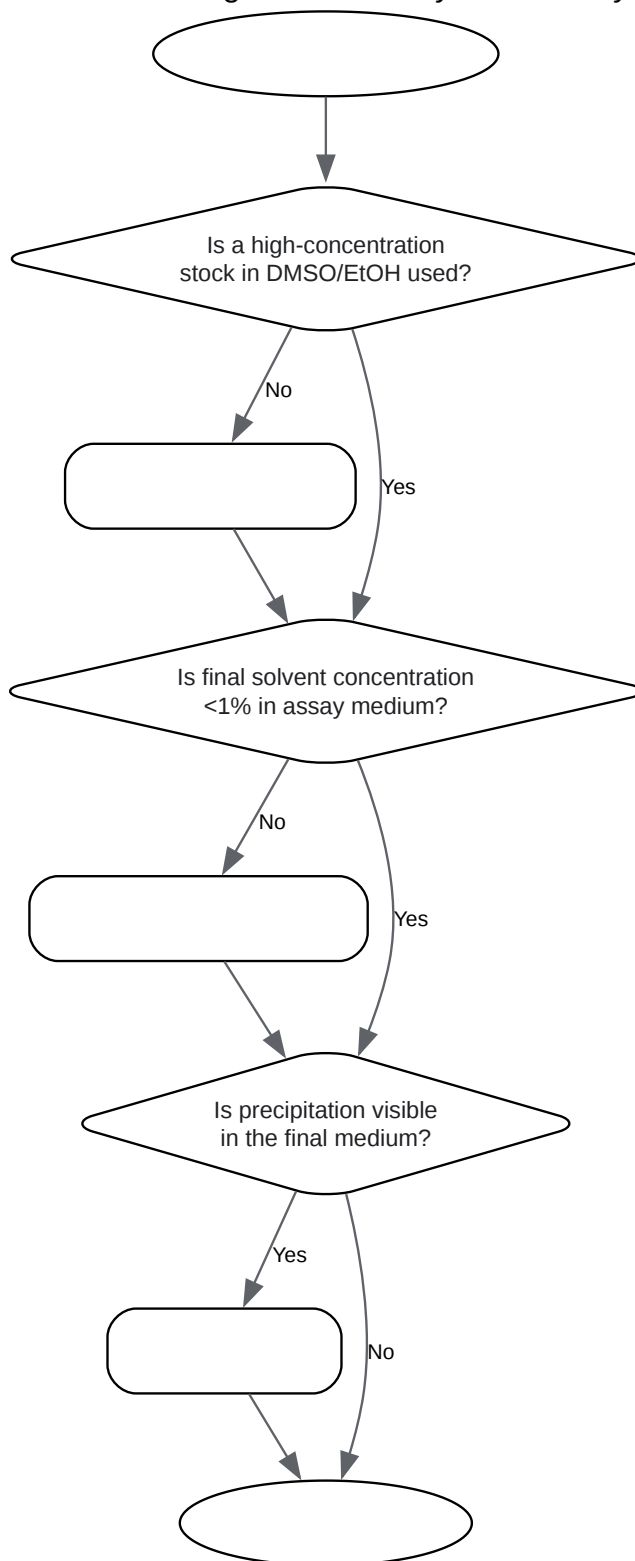 Is a high-concentration
stock in DMSO/EtOH used?
No
Yes
Is final solvent concentration
<1% in assay medium?
No
Yes
Is precipitation visible
in the final medium?
Yes
No